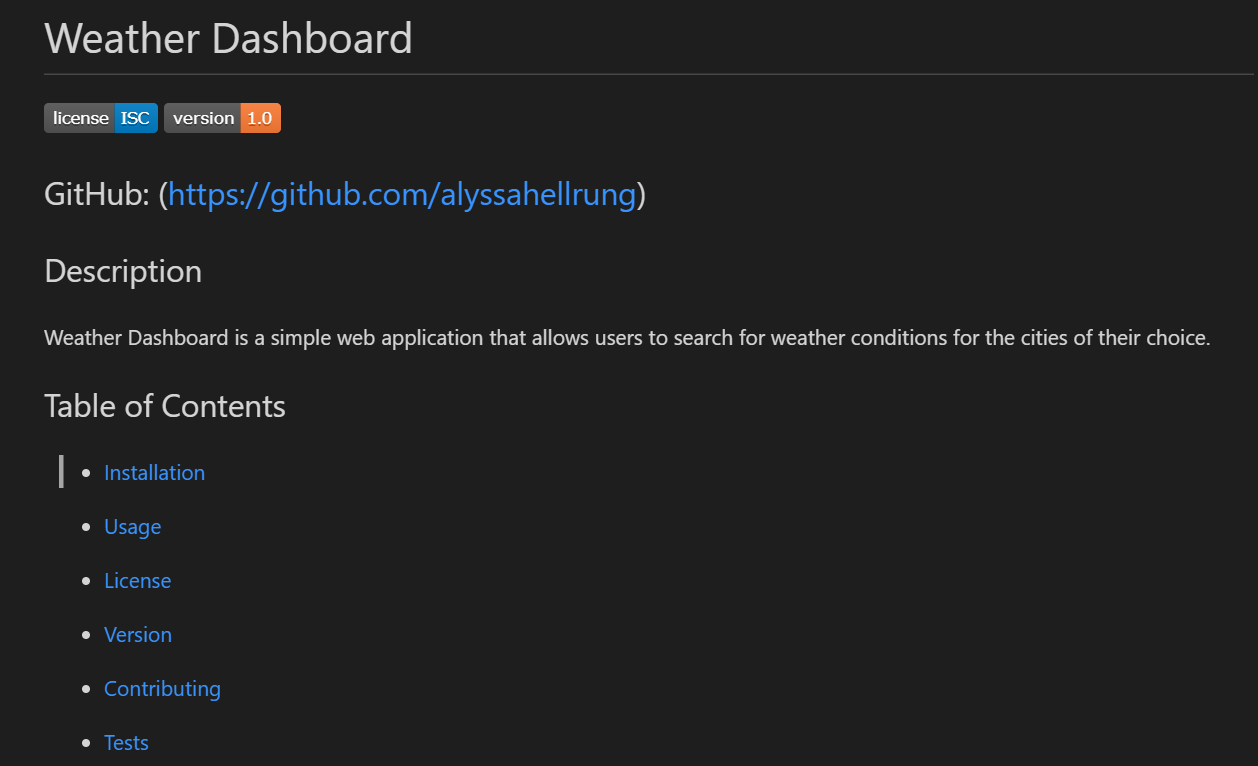 Weather Dashboard
license ISC version 1.0
GitHub: (https://github.com/alyssahellrung)
Description
Weather Dashboard is a simple web application that allows users to search for weather conditions for the cities of their choice.
Table of Contents
Installation
Usage
License
Version
Contributing
Tests